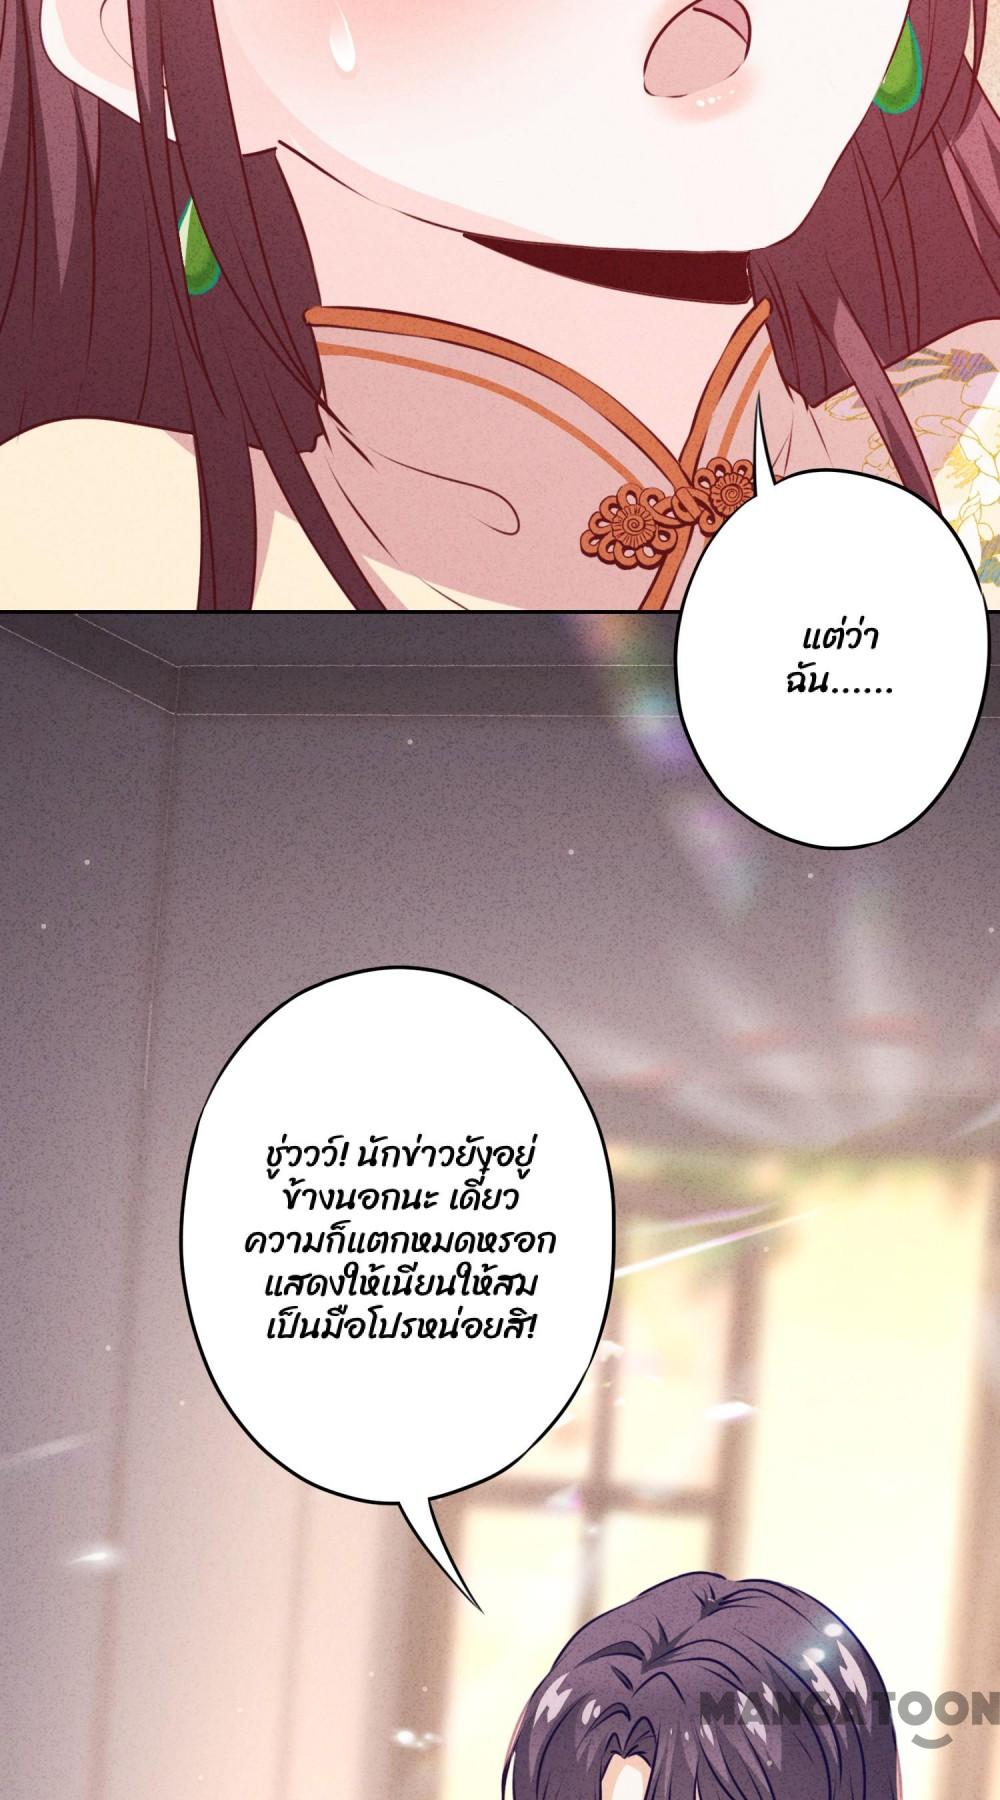 แต่ว่า
ฉัน......
ชู่ววว์! นักข่าวยังอยู่
ข้างนอกนะ เดี๋ยว
ความก็แตกหมดหรอก
แสดงให้เนียนให้สม
เป็นมือโปรหน่อยสิ!
MANGATOON